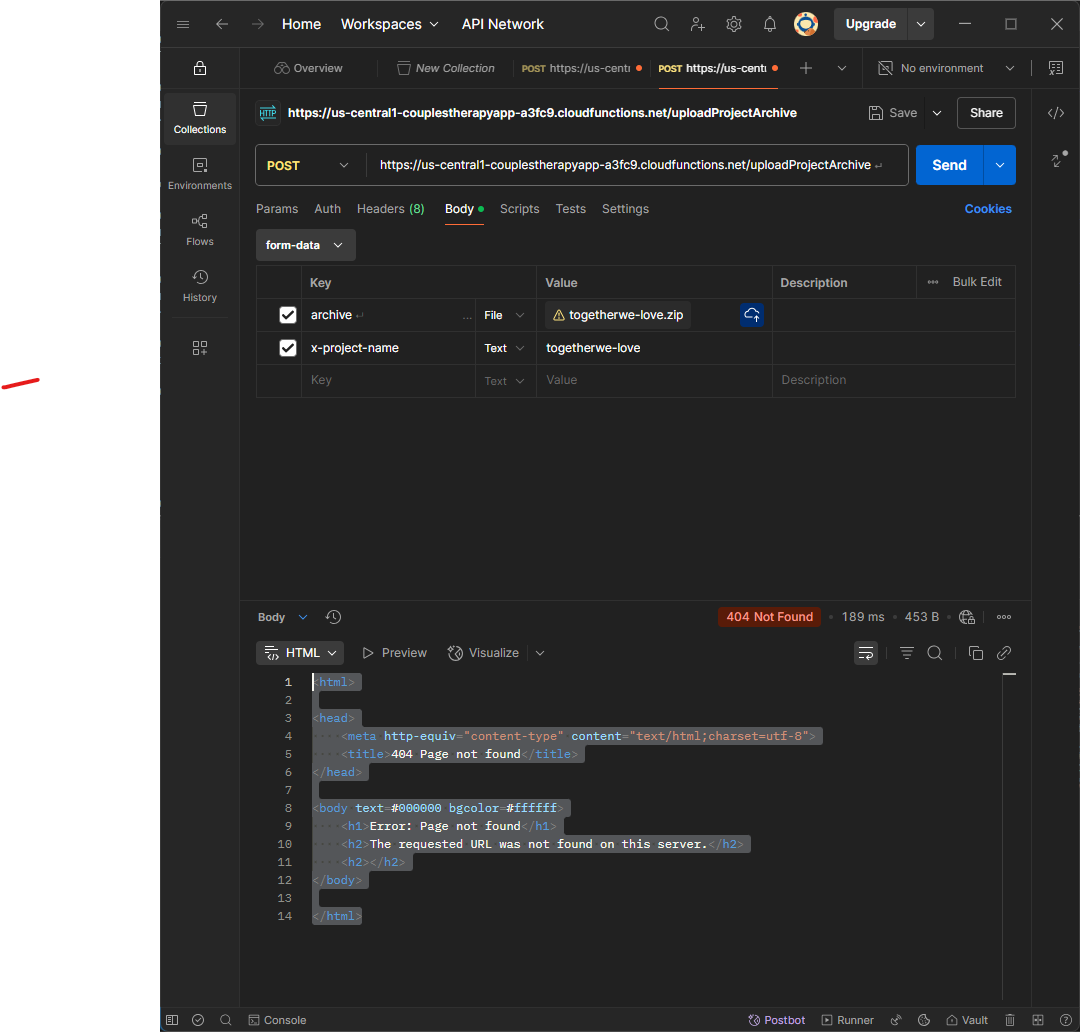 Home Workspaces API Network Upgrade
Overview New Collection POST https://us-centr POST https://us-centr No environment
HTTP https://us-central1-couplestherapyapp-a3fc9.cloudfunctions.net/uploadProjectArchive Save Share
Collections
Environments
Flows
History
POST https://us-central1-couplestherapyapp-a3fc9.cloudfunctions.net/uploadProjectArchive ↵ Send
Params Auth Headers (8) Body Scripts Tests Settings Cookies
form-data
Key Value Description ••• Bulk Edit
archive ↵ ... File togetherwe-love.zip
x-project-name Text togetherwe-love
Key Text Value Description
Body 404 Not Found • 189 ms • 453 B •••
HTML Preview Visualize
1 <html>
2
3 <head>
4 <meta http-equiv="content-type" content="text/html;charset=utf-8">
5 <title>404 Page not found</title>
6 </head>
7
8 <body text=#000000 bgcolor=#ffffff>
9 <h1>Error: Page not found</h1>
10 <h2>The requested URL was not found on this server.</h2>
11 <h2></h2>
12 </body>
13
14 </html>
Console Postbot Runner Vault